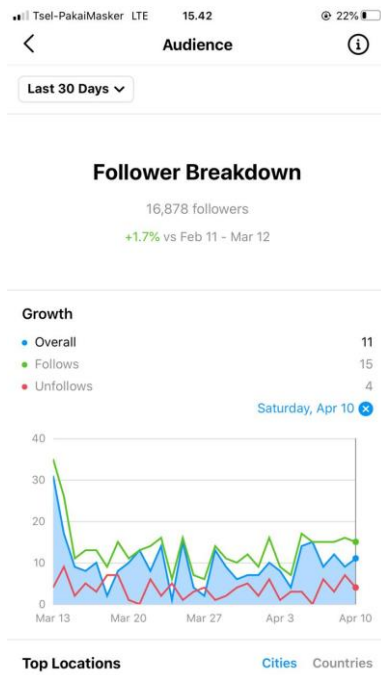 Tsel-PakaiMasker LTE 15.42 22%
Audience
Last 30 Days
Follower Breakdown
16,878 followers
+1.7% vs Feb 11 - Mar 12
Growth
Overall 11
Follows 15
Unfollows 4
Saturday, Apr 10
40
30
20
10
0
Mar 13 Mar 20 Mar 27 Apr 3 Apr 10
Top Locations Cities Countries